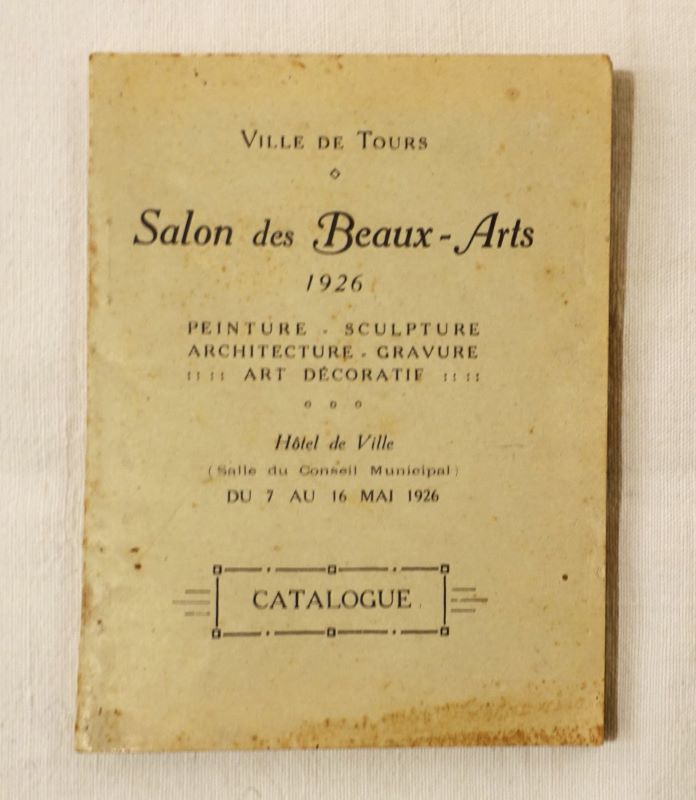 VILLE DE TOURS
Salon des Beaux-Arts
1926
PEINTURE - SCULPTURE
ARCHITECTURE - GRAVURE
:: :: ART DÉCORATIF :: ::
Hôtel de Ville
(Salle du Conseil Municipal)
DU 7 AU 16 MAI 1926
CATALOGUE